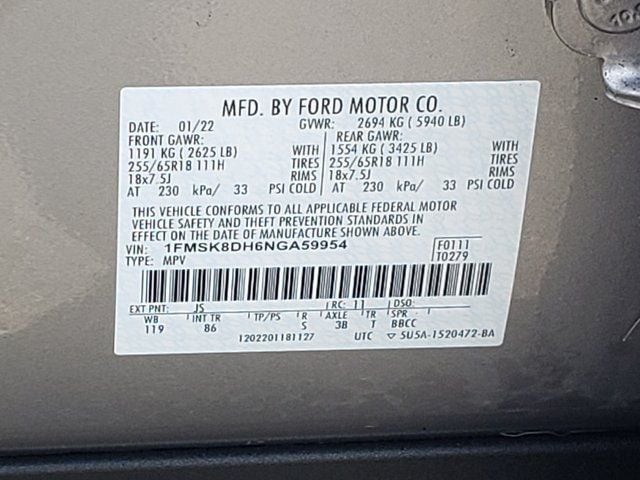 MFD. BY FORD MOTOR CO.
DATE: 01/22 GVWR: 2694 KG ( 5940 LB)
FRONT GAWR: REAR GAWR:
1191 KG ( 2625 LB) WITH 1554 KG ( 3425 LB) WITH
255/65R18 111H TIRES 255/65R18 111H TIRES
18x7.5J RIMS 18x7.5J RIMS
AT 230 kPa/ 33 PSI COLD AT 230 kPa/ 33 PSI COLD
THIS VEHICLE CONFORMS TO ALL APPLICABLE FEDERAL MOTOR
VEHICLE SAFETY AND THEFT PREVENTION STANDARDS IN
EFFECT ON THE DATE OF MANUFACTURE SHOWN ABOVE.
VIN: 1FMSK8DH6NGA59954 F0111
TYPE: MPV T0279
EXT PNT: JS RC: 11 DSO:
WB INT TR TP/PS R AXLE TR SPR
119 86 S 3B T BBCC
1202201181127 UTC ▽ 5U5A-1520472-BA